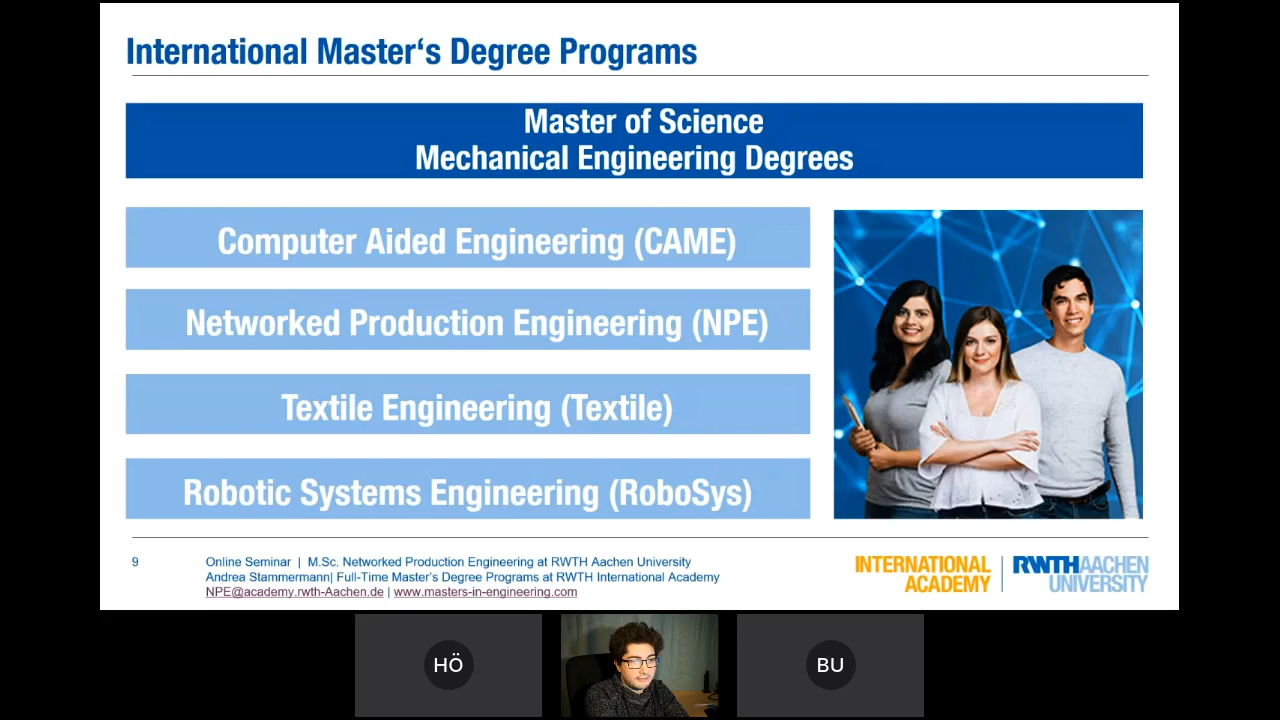 International Master‘s Degree Programs
Master of Science
Mechanical Engineering Degrees
Computer Aided Engineering (CAME)
Networked Production Engineering (NPE)
Textile Engineering (Textile)
Robotic Systems Engineering (RoboSys)
9
Online Seminar | M.Sc. Networked Production Engineering at RWTH Aachen University
Andrea Stammermann| Full-Time Master’s Degree Programs at RWTH International Academy
NPE@academy.rwth-Aachen.de | www.masters-in-engineering.com
INTERNATIONAL
ACADEMY
RWTHAACHEN
UNIVERSITY
HÖ
BU